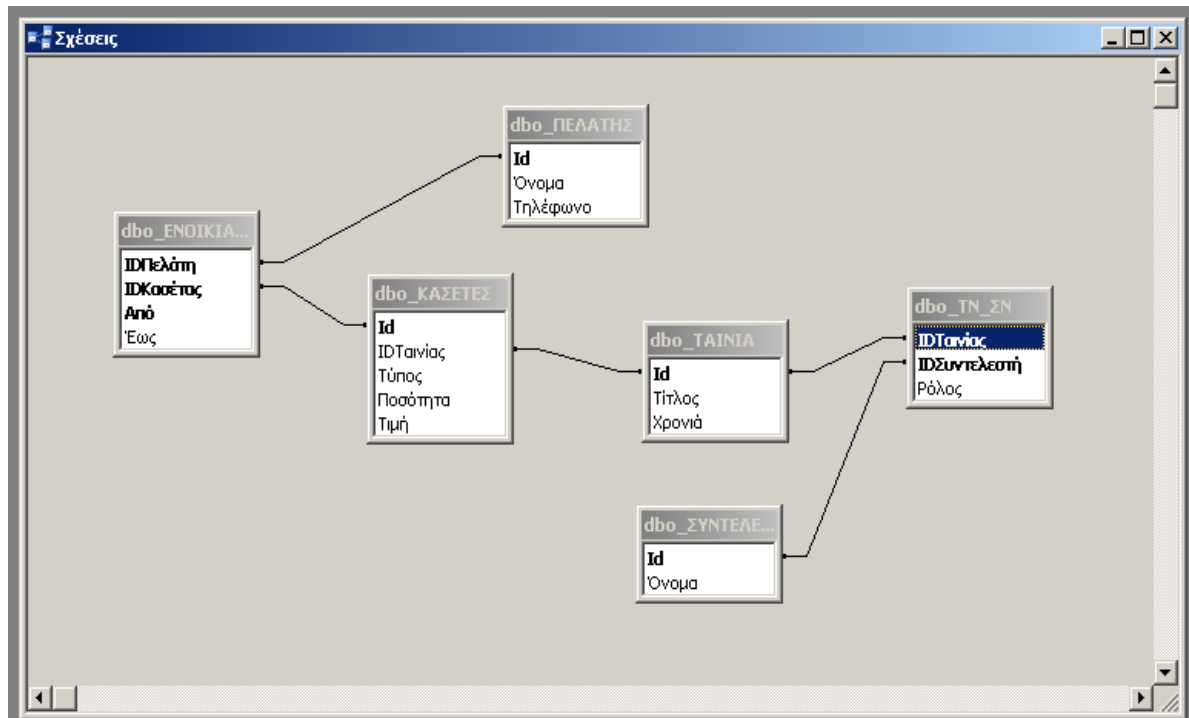 Σχέσεις
dbo_ΠΕΛΑΤΗΣ
Id
Όνομα
Τηλέφωνο
dbo_ΕΝΟΙΚΙΑ...
IDΠελάτη
IDΚασέτας
Από
Έως
dbo_ΚΑΣΕΤΕΣ
Id
IDΤαινίας
Τύπος
Ποσότητα
Τιμή
dbo_ΤΑΙΝΙΑ
Id
Τίτλος
Χρονιά
dbo_ΤΝ_ΣΝ
IDΤαινίας
IDΣυντελεστή
Ρόλος
dbo_ΣΥΝΤΕΛΕ...
Id
Όνομα